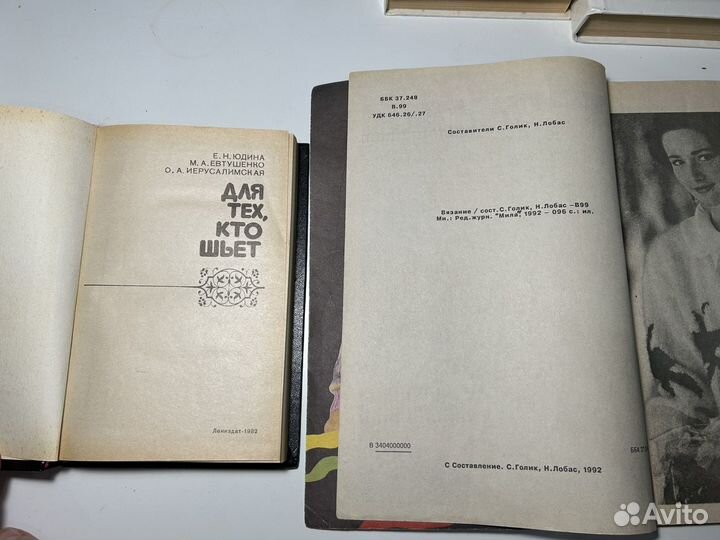 Е. Н. ЮДИНА
М. А. ЕВТУШЕНКО
О. А. ИЕРУСАЛИМСКАЯ
ДЛЯ
ТЕХ,
КТО
ШЬЕТ
Лениздат-1992
ББК 37.248
В.99
УДК 646.26/.27
Составители С.Голик, Н.Лобас
Вязание / сост.С.Голик, Н.Лобас -В99
Мн.: Ред.журн. "Мила", 1992 - 096 с.: ил.
В 3404000000
С Составление. С.Голик, Н.Лобас, 1992
Avito